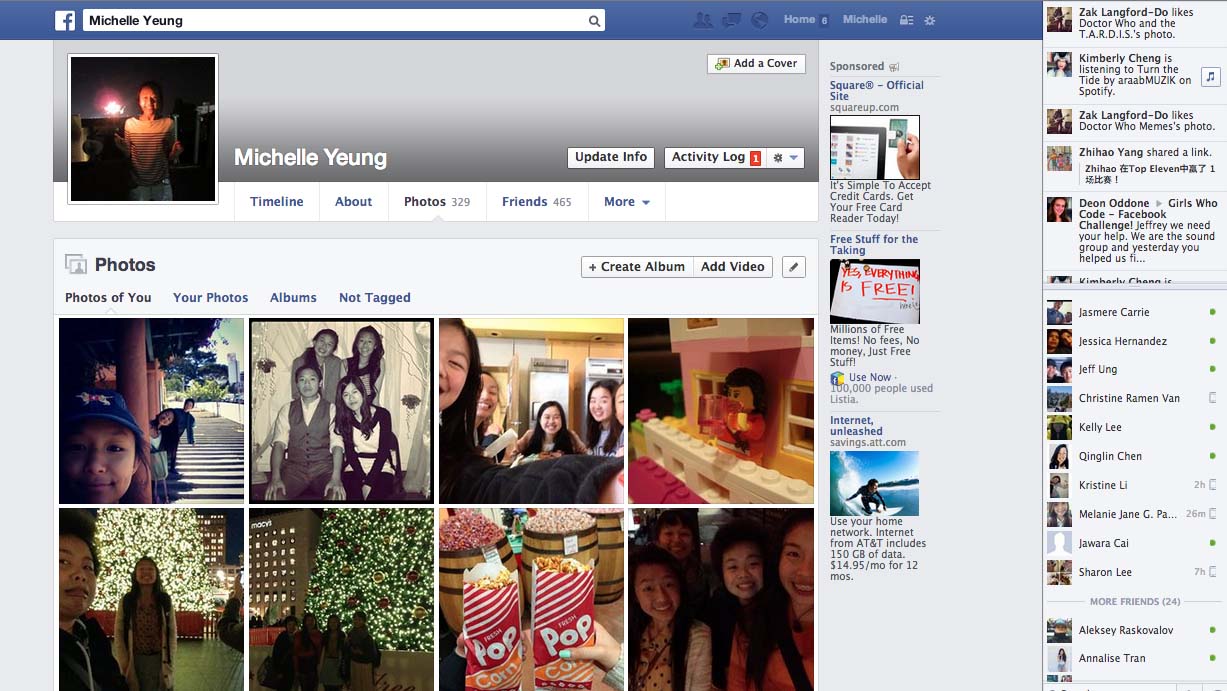 Michelle Yeung
Home 6
Michelle
Add a Cover
Michelle Yeung
Update Info
Activity Log 1
Timeline
About
Photos 329
Friends 465
More
Photos
+ Create Album
Add Video
Photos of You
Your Photos
Albums
Not Tagged
macys
FRESH
Pop
Corn
FRESH
Pop
Corn
Sponsored
Square® – Official
Site
squareup.com
It's Simple To Accept
Credit Cards. Get
Your Free Card
Reader Today!
Free Stuff for the
Taking
YES, EVERYTHING
IS FREE!
here!
Millions of Free
Items! No fees, No
money, Just Free
Stuff!
Use Now ·
100,000 people used
Listia.
Internet,
unleashed
savings.att.com
Use your home
network. Internet
from AT&T includes
150 GB of data.
$14.95/mo for 12
mos.
Zak Langford-Do likes
Doctor Who and the
T.A.R.D.I.S.'s photo.
Kimberly Cheng is
listening to Turn the
Tide by araabMUZIK on
Spotify.
Zak Langford-Do likes
Doctor Who Memes's photo.
Zhihao Yang shared a link.
Zhihao 在Top Eleven中赢了 1
场比赛！
Deon Oddone ▶ Girls Who
Code – Facebook
Challenge! Jeffrey we need
your help. We are the sound
group and yesterday you
helped us fi...
Kimberly Cheng is
Jasmere Carrie
Jessica Hernandez
Jeff Ung
Christine Ramen Van
Kelly Lee
Qinglin Chen
Kristine Li 2h
Melanie Jane G. Pa... 26m
Jawara Cai
Sharon Lee 7h
MORE FRIENDS (24)
Aleksey Raskovalov
Annalise Tran